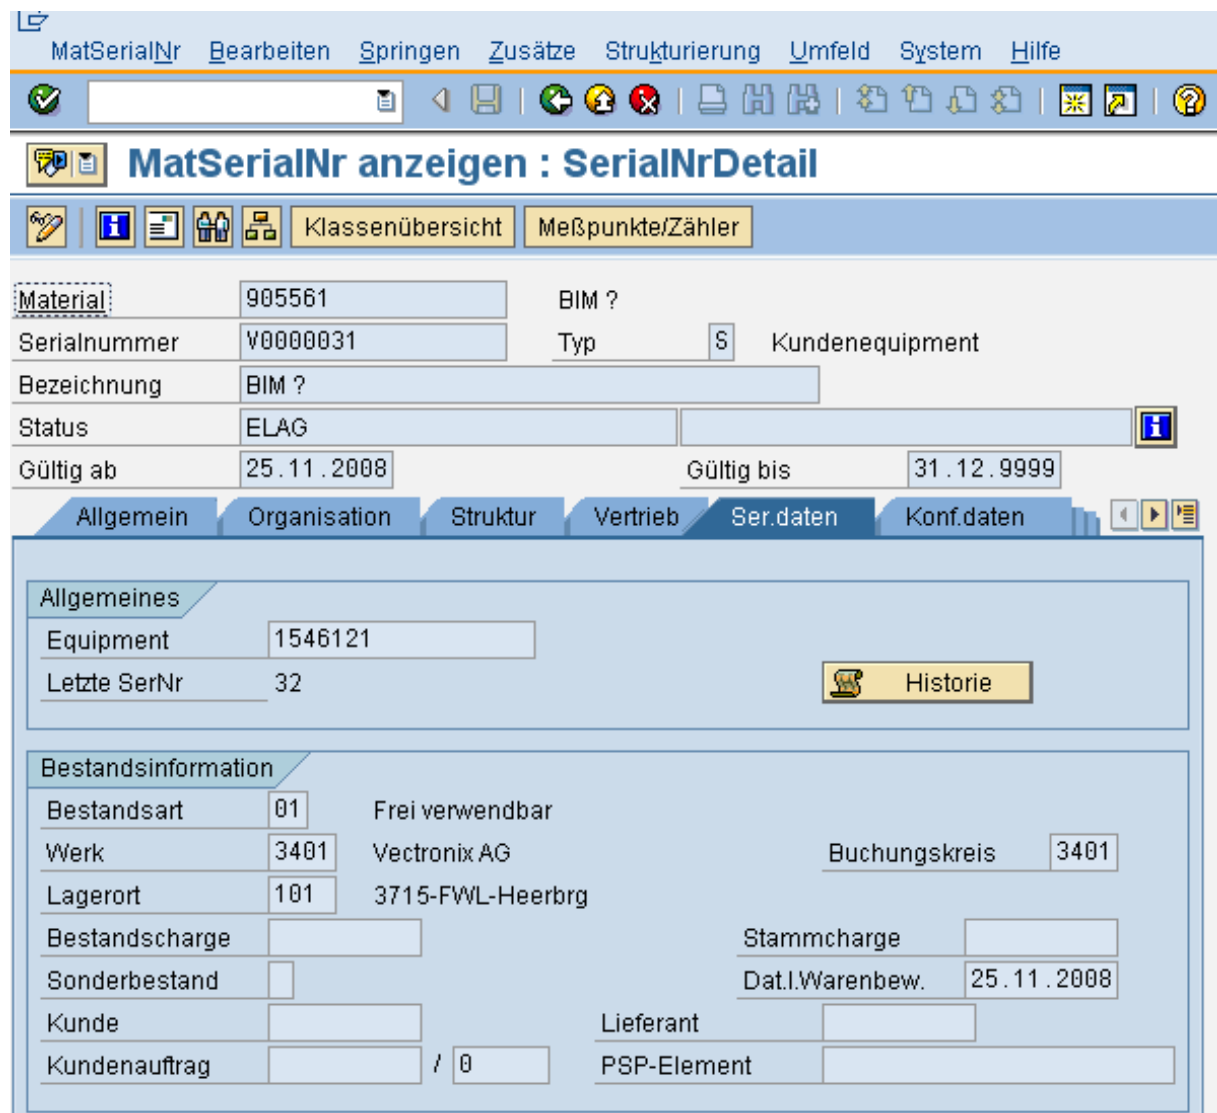 MatSerialNr Bearbeiten Springen Zusätze Strukturierung Umfeld System Hilfe
MatSerialNr anzeigen : SerialNrDetail
Klassenübersicht Meßpunkte/Zähler
Material 905561 BIM ?
Serialnummer V0000031 Typ S Kundenequipment
Bezeichnung BIM ?
Status ELAG
Gültig ab 25.11.2008 Gültig bis 31.12.9999
Allgemein Organisation Struktur Vertrieb Ser.daten Konf.daten
Allgemeines
Equipment 1546121
Letzte SerNr 32 Historie
Bestandsinformation
Bestandsart 01 Frei verwendbar
Werk 3401 Vectronix AG Buchungskreis 3401
Lagerort 101 3715-FWL-Heerbrg
Bestandscharge Stammcharge
Sonderbestand Dat.l.Warenbew. 25.11.2008
Kunde Lieferant
Kundenauftrag / 0 PSP-Element